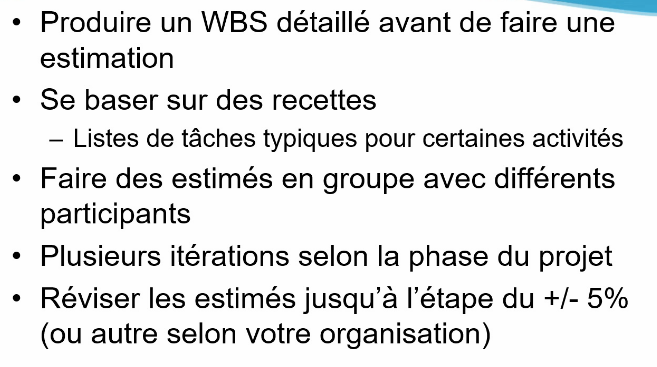 • Produire un WBS détaillé avant de faire une
estimation
• Se baser sur des recettes
– Listes de tâches typiques pour certaines activités
• Faire des estimés en groupe avec différents
participants
• Plusieurs itérations selon la phase du projet
• Réviser les estimés jusqu’à l’étape du +/- 5%
(ou autre selon votre organisation)